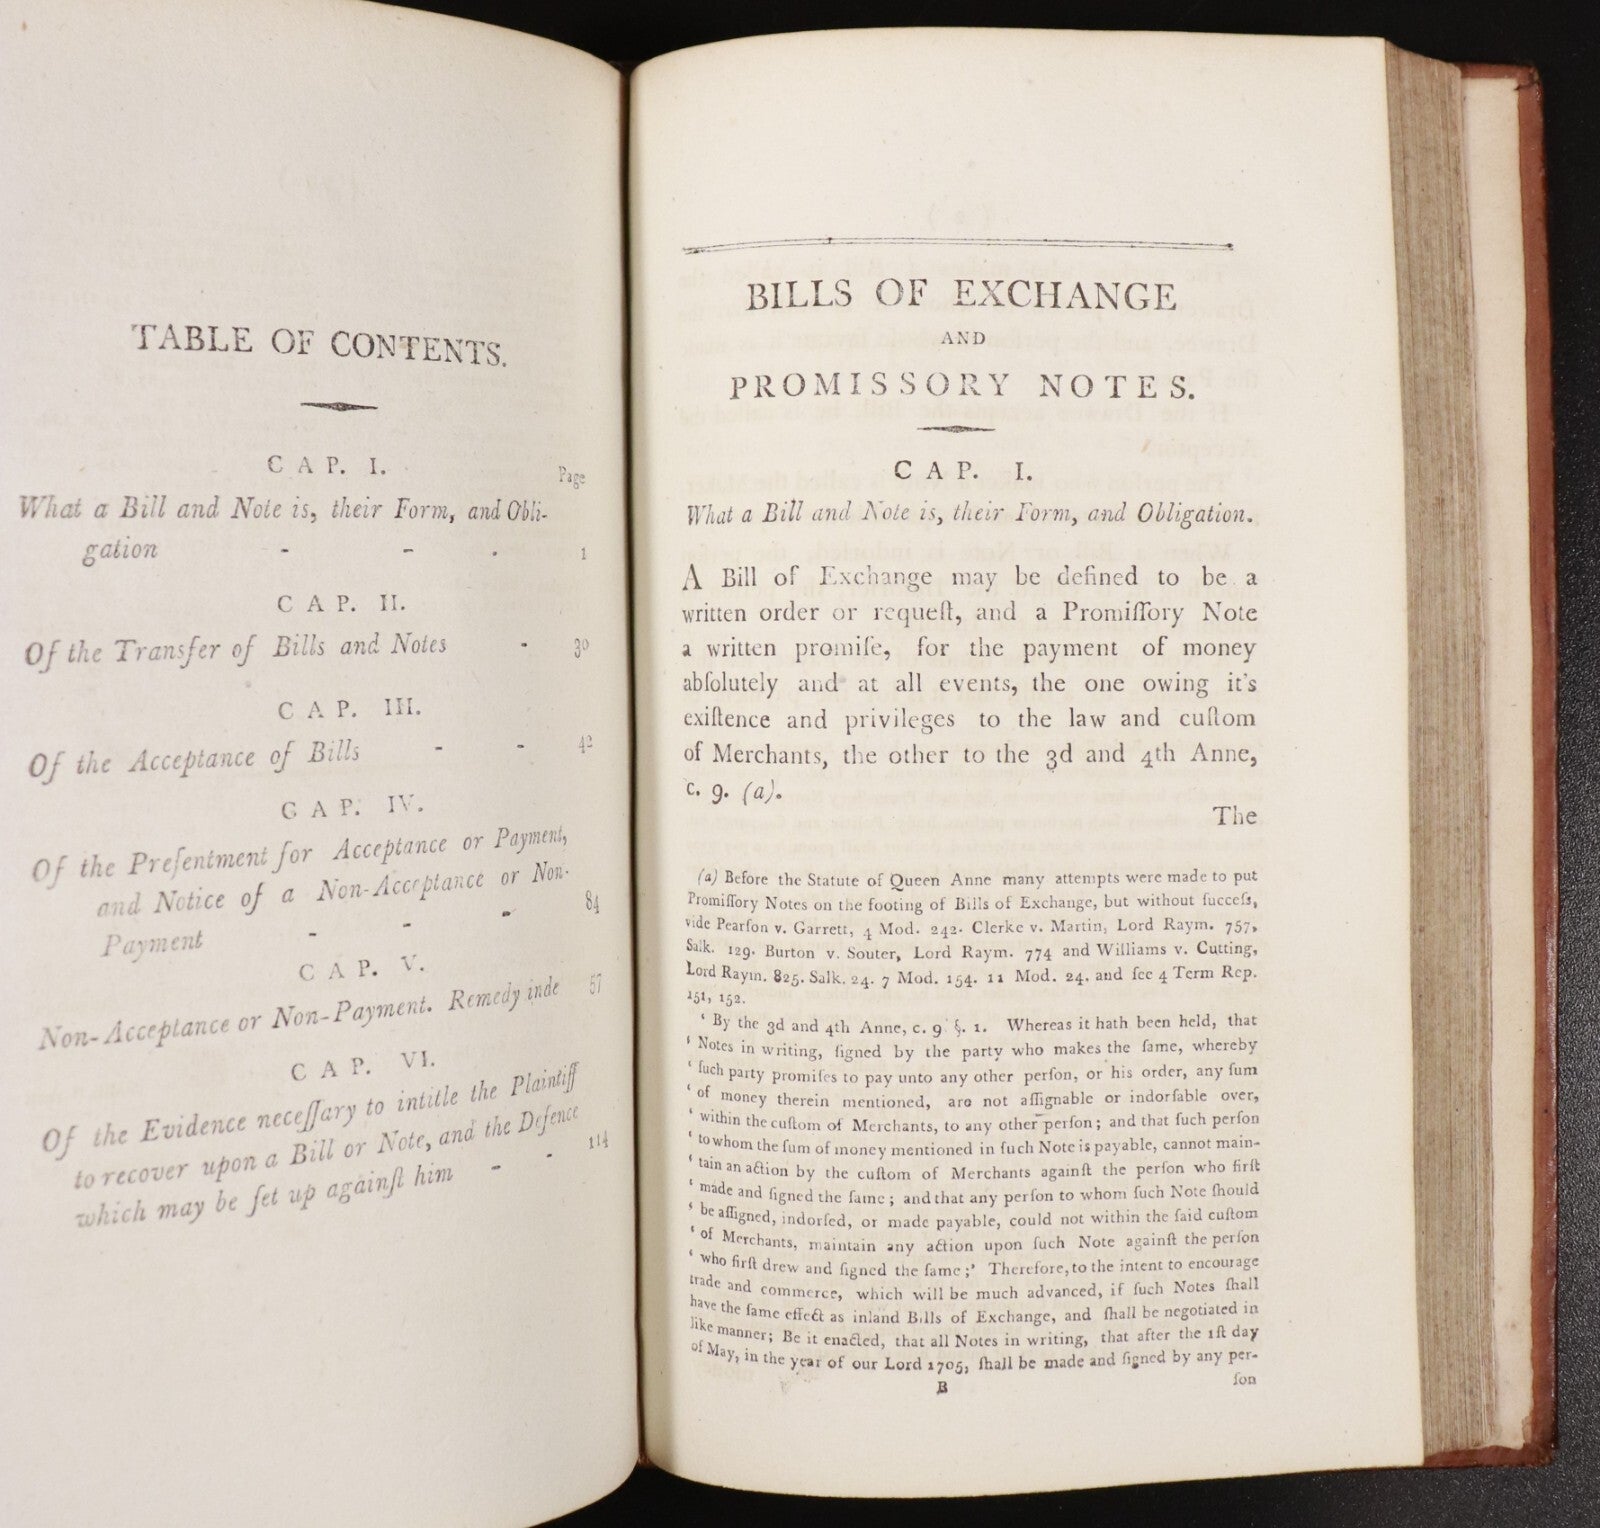 TABLE OF CONTENTS.
CAP. I.
Page
What a Bill and Note is, their Form, and Obli-
gation - - - 1
CAP. II.
Of the Transfer of Bills and Notes - 30
CAP. III.
Of the Acceptance of Bills - - 42
CAP. IV.
Of the Preſentment for Acceptance or Payment,
and Notice of a Non-Acceptance or Non-
Payment - - - 84
CAP. V.
Non-Acceptance or Non-Payment. Remedy inde 57
CAP. VI.
Of the Evidence neceſſary to intitle the Plaintiff
to recover upon a Bill or Note, and the Defence
which may be ſet up againſt him - - 114
BILLS OF EXCHANGE
AND
PROMISSORY NOTES.
CAP. I.
What a Bill and Note is, their Form, and Obligation.
A Bill of Exchange may be defined to be a
written order or requeſt, and a Promiſſory Note
a written promiſe, for the payment of money
abſolutely and at all events, the one owing it's
exiſtence and privileges to the law and cuſtom
of Merchants, the other to the 3d and 4th Anne,
c. 9. (a).
The
(a) Before the Statute of Queen Anne many attempts were made to put
Promiſſory Notes on the footing of Bills of Exchange, but without ſucceſs,
vide Pearſon v. Garrett, 4 Mod. 242. Clerke v. Martin, Lord Raym. 757,
Salk. 129. Burton v. Souter, Lord Raym. 774 and Williams v. Cutting,
Lord Raym. 825. Salk. 24. 7 Mod. 154. 11 Mod. 24. and ſee 4 Term Rep.
151, 152.
‘ By the 3d and 4th Anne, c. 9 §. 1. Whereas it hath been held, that
‘ Notes in writing, ſigned by the party who makes the ſame, whereby
‘ ſuch party promiſes to pay unto any other perſon, or his order, any ſum
‘ of money therein mentioned, are not aſſignable or indorſable over,
‘ within the cuſtom of Merchants, to any other perſon; and that ſuch perſon
‘ to whom the ſum of money mentioned in ſuch Note is payable, cannot main-
‘ tain an action by the cuſtom of Merchants againſt the perſon who firſt
‘ made and ſigned the ſame; and that any perſon to whom ſuch Note ſhould
‘ be aſſigned, indorſed, or made payable, could not within the ſaid cuſtom
‘ of Merchants, maintain any action upon ſuch Note againſt the perſon
‘ who firſt drew and ſigned the ſame;’ Therefore, to the intent to encourage
trade and commerce, which will be much advanced, if ſuch Notes ſhall
have the ſame effect as inland Bills of Exchange, and ſhall be negotiated in
like manner; Be it enacted, that all Notes in writing, that after the 1ſt day
of May, in the year of our Lord 1705, ſhall be made and ſigned by any per-
B ſon